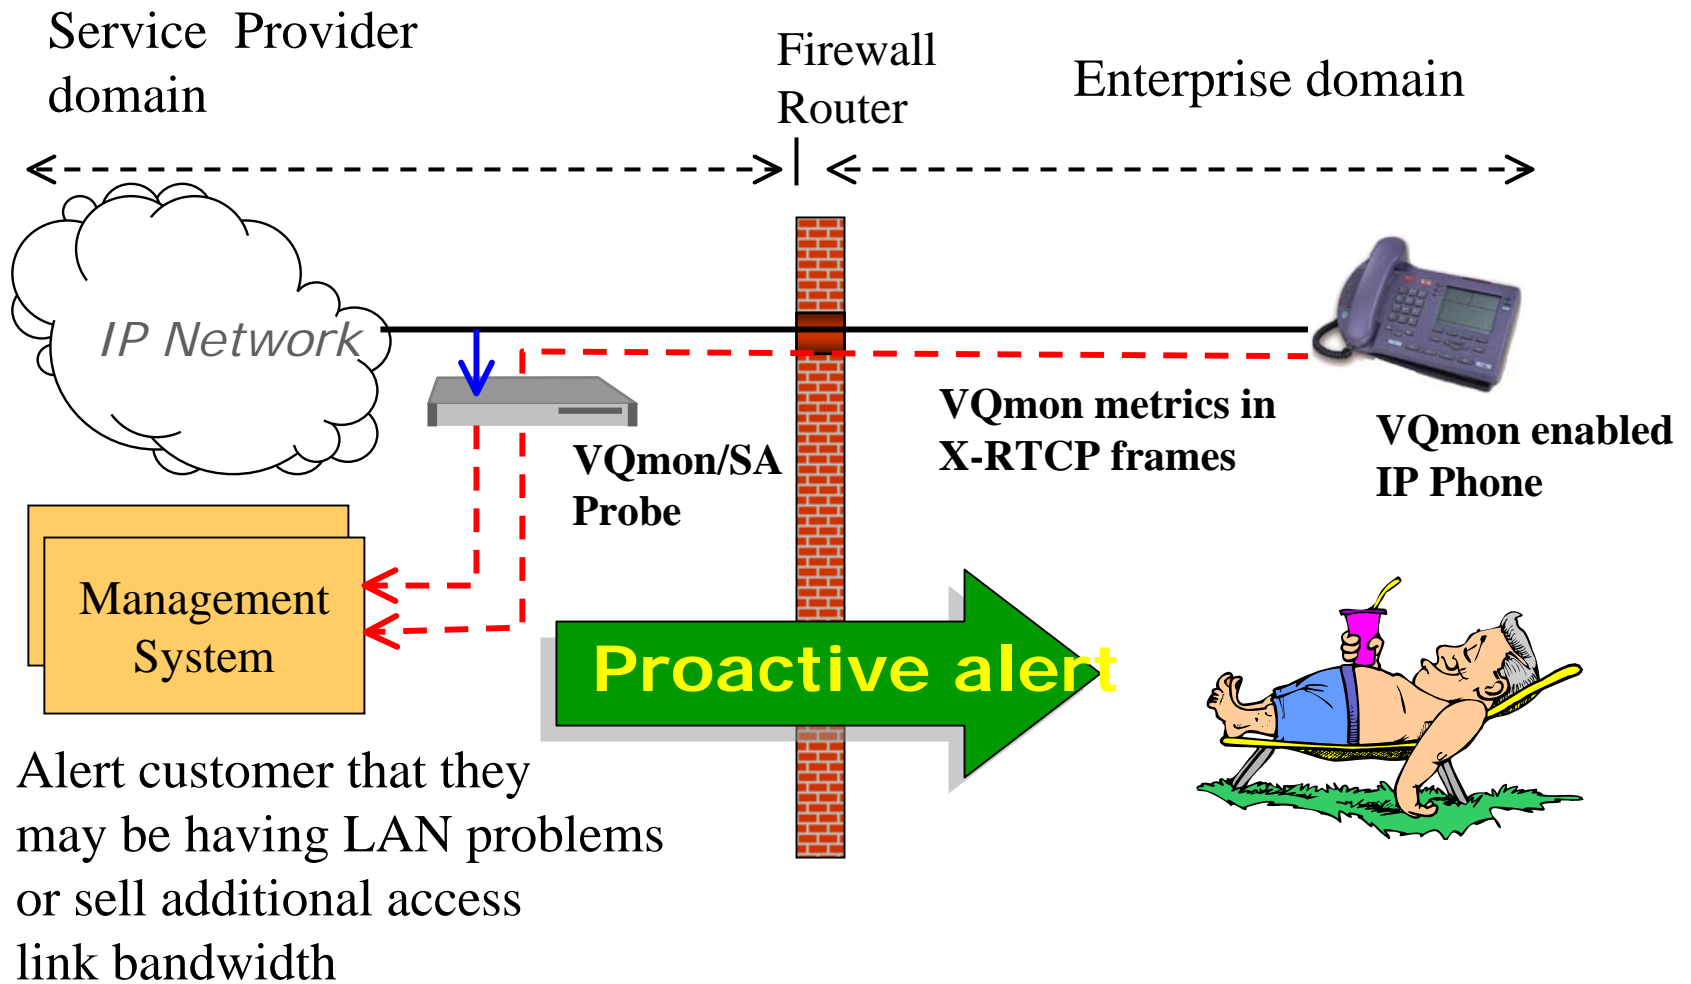 Service Provider
domain
Firewall
Router
Enterprise domain
IP Network
VQmon/SA
Probe
VQmon metrics in
X-RTCP frames
VQmon enabled
IP Phone
Management
System
Proactive alert
Alert customer that they
may be having LAN problems
or sell additional access
link bandwidth